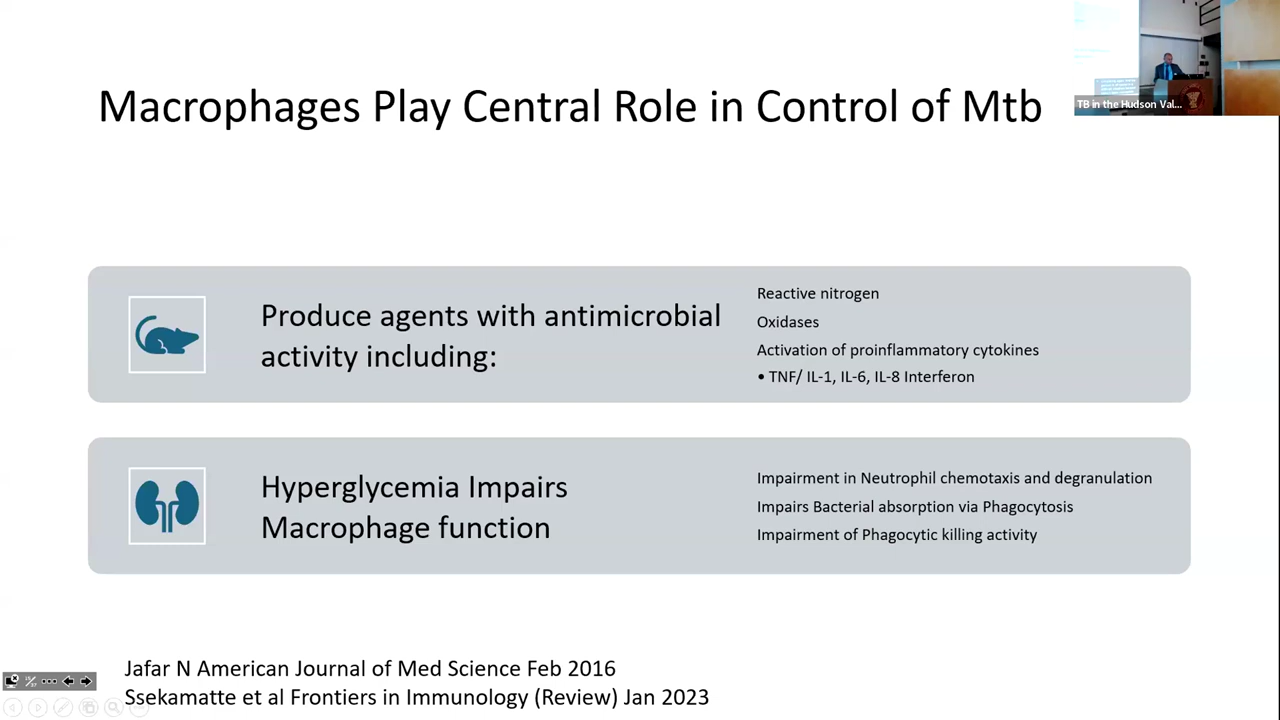 Macrophages Play Central Role in Control of Mtb
TB in the Hudson Val...
Produce agents with antimicrobial
activity including:
Reactive nitrogen
Oxidases
Activation of proinflammatory cytokines
• TNF/ IL-1, IL-6, IL-8 Interferon
Hyperglycemia Impairs
Macrophage function
Impairment in Neutrophil chemotaxis and degranulation
Impairs Bacterial absorption via Phagocytosis
Impairment of Phagocytic killing activity
Jafar N American Journal of Med Science Feb 2016
Ssekamatte et al Frontiers in Immunology (Review) Jan 2023